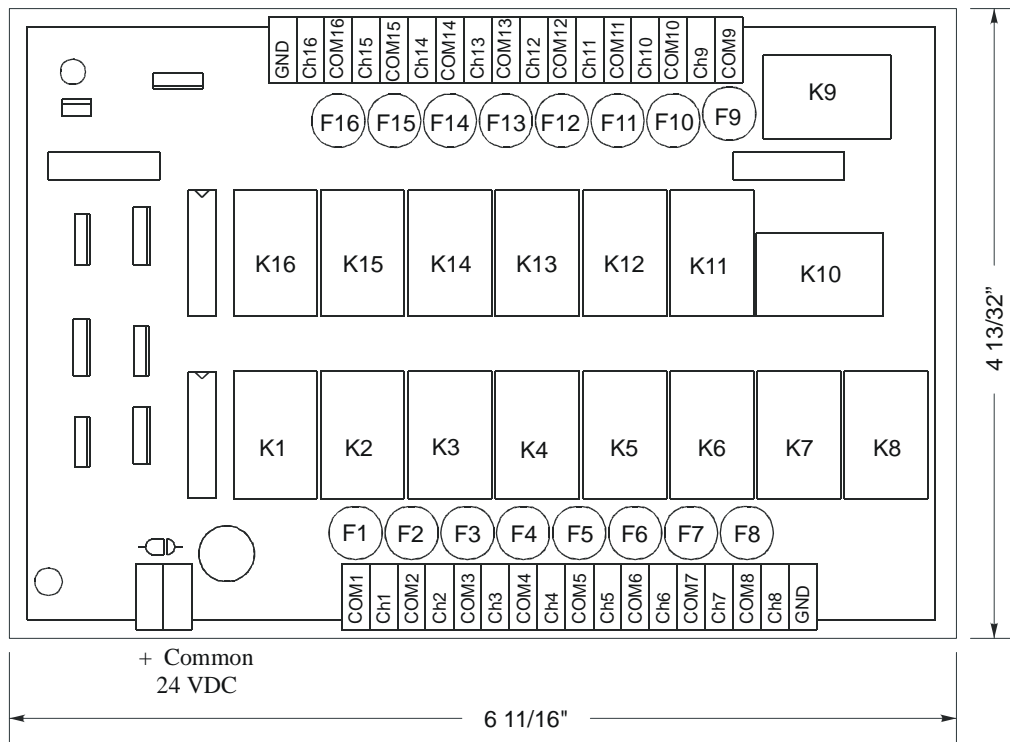 GND Ch16 COM16 Ch15 COM15 Ch14 COM14 Ch13 COM13 Ch12 COM12 Ch11 COM11 Ch10 COM10 Ch9 COM9
K9
F16 F15 F14 F13 F12 F11 F10 F9
K16 K15 K14 K13 K12 K11 K10
4 13/32”
K1 K2 K3 K4 K5 K6 K7 K8
F1 F2 F3 F4 F5 F6 F7 F8
COM1 Ch1 COM2 Ch2 COM3 Ch3 COM4 Ch4 COM5 Ch5 COM6 Ch6 COM7 Ch7 COM8 Ch8 GND
+ Common
24 VDC
6 11/16"